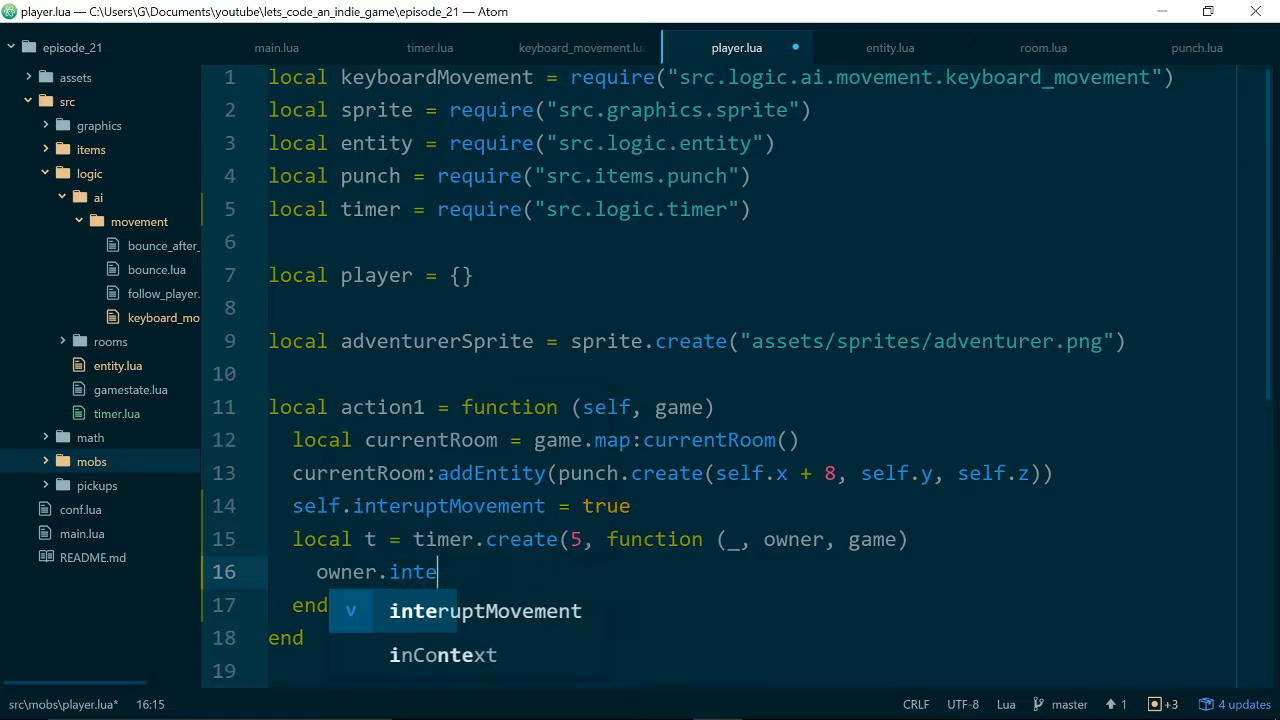 player.lua — C:\Users\G\Documents\youtube\lets_code_an_indie_game\episode_21 — Atom
episode_21
main.lua
timer.lua
keyboard_movement.lu
player.lua
entity.lua
room.lua
punch.lua
assets
src
graphics
items
logic
ai
movement
bounce_after_
bounce.lua
follow_player.
keyboard_mo
rooms
entity.lua
gamestate.lua
timer.lua
math
mobs
pickups
conf.lua
main.lua
README.md
1 local keyboardMovement = require("src.logic.ai.movement.keyboard_movement")
2 local sprite = require("src.graphics.sprite")
3 local entity = require("src.logic.entity")
4 local punch = require("src.items.punch")
5 local timer = require("src.logic.timer")
6
7 local player = {}
8
9 local adventurerSprite = sprite.create("assets/sprites/adventurer.png")
10
11 local action1 = function (self, game)
12 local currentRoom = game.map:currentRoom()
13 currentRoom:addEntity(punch.create(self.x + 8, self.y, self.z))
14 self.interuptMovement = true
15 local t = timer.create(5, function (_, owner, game)
16 owner.inte
17 end
18 end
19
v interuptMovement
inContext
src\mobs\player.lua* 16:15
CRLF UTF-8 Lua master 1 +3 4 updates